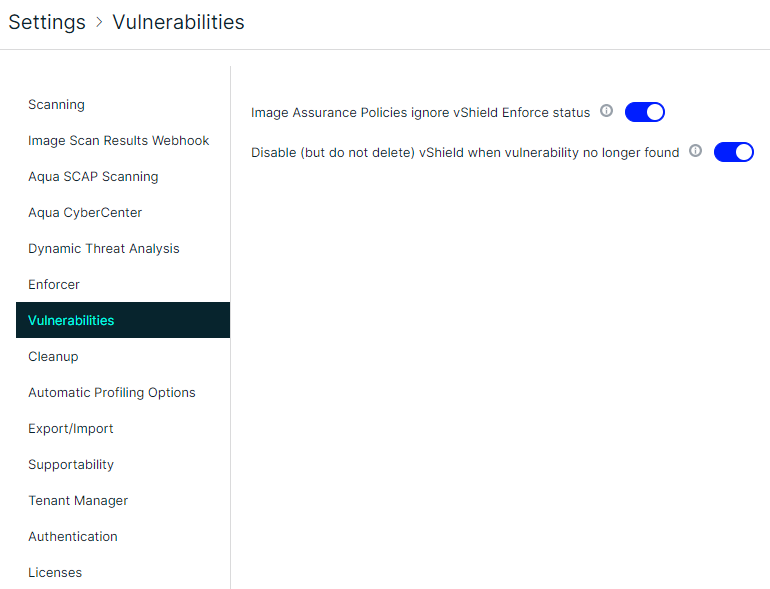 Settings > Vulnerabilities
Scanning
Image Scan Results Webhook
Aqua SCAP Scanning
Aqua CyberCenter
Dynamic Threat Analysis
Enforcer
Vulnerabilities
Cleanup
Automatic Profiling Options
Export/Import
Supportability
Tenant Manager
Authentication
Licenses
Image Assurance Policies ignore vShield Enforce status
Disable (but do not delete) vShield when vulnerability no longer found